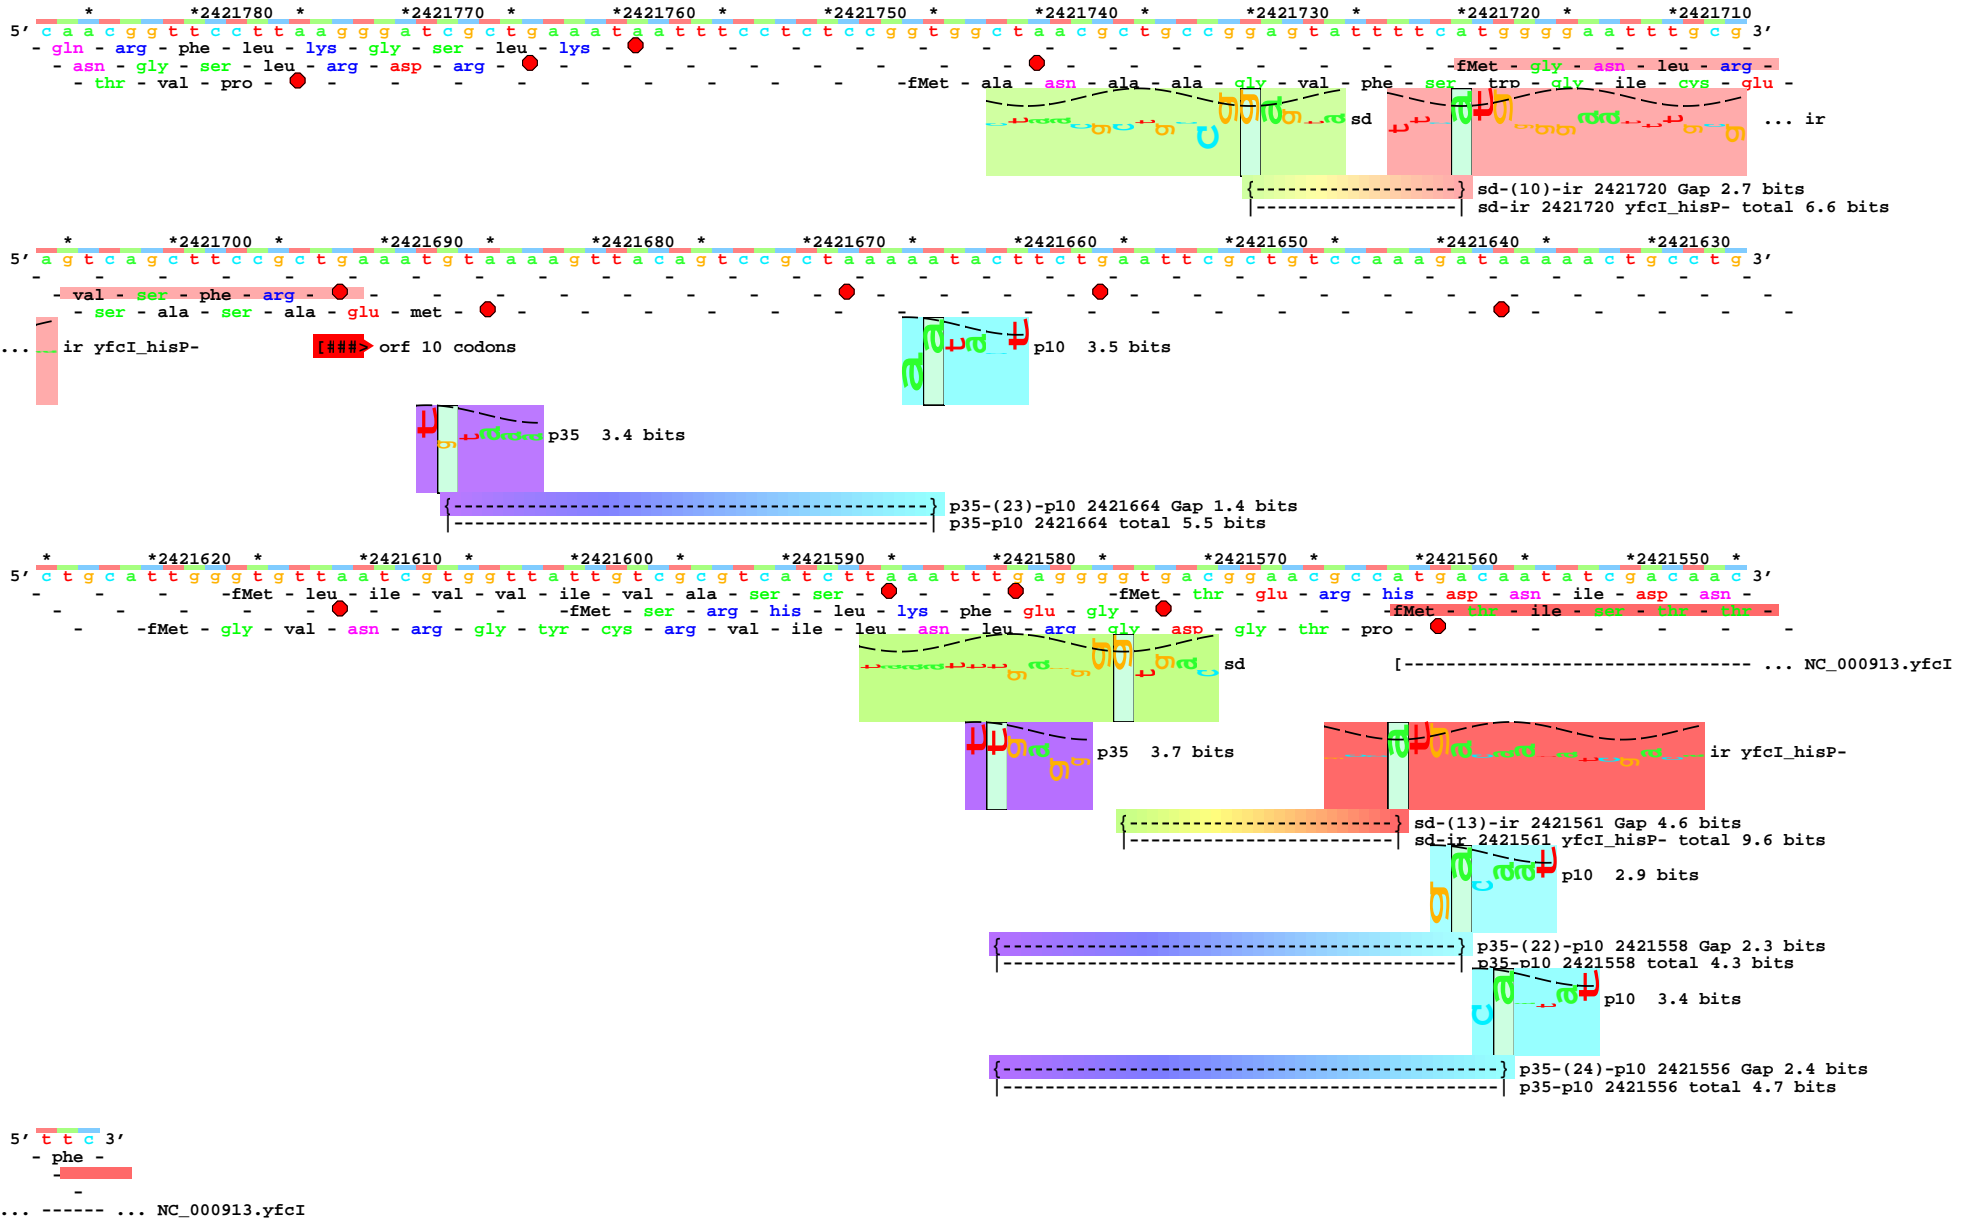 * *2421780 * *2421770 * *2421760 * *2421750 * *2421740 * *2421730 * *2421720 * *2421710
5' c a a c g g t t c c t t a a g g g a t c g c t g a a a t a a t t t c c t c t c c g g t g g c t a a c g c t g c c g g a g t a t t t t c a t g g g g a a t t t g c g 3'
- gln - arg - phe - leu - lys - gly - ser - leu - lys -
- asn - gly - ser - leu - arg - asp - arg - -fMet - gly - asn - leu - arg -
- thr - val - pro - -fMet - ala - asn - ala - ala - gly - val - phe - ser - trp - gly - ile - cys - glu -
sd ... ir
{--------------------} sd-(10)-ir 2421720 Gap 2.7 bits
|--------------------| sd-ir 2421720 yfcI_hisP- total 6.6 bits
* *2421700 * *2421690 * *2421680 * *2421670 * *2421660 * *2421650 * *2421640 * *2421630
5' a g t c a g c t t c c g c t g a a a t g t a a a a g t t a c a g t c c g c t a a a a a t a c t t c t g a a t t c g c t g t c c a a a g a t a a a a a c t g c c t g 3'
- val - ser - phe - arg -
- ser - ala - ser - ala - glu - met -
... ir yfcI_hisP- [###> orf 10 codons p10 3.5 bits
p35 3.4 bits
{----------------------------------------------} p35-(23)-p10 2421664 Gap 1.4 bits
|----------------------------------------------| p35-p10 2421664 total 5.5 bits
* *2421620 * *2421610 * *2421600 * *2421590 * *2421580 * *2421570 * *2421560 * *2421550 *
5' c t g c a t t g g g t g t t a a t c g t g g t t a t t g t c g c g t c a t c t t a a a t t t g a g g g g t g a c g g a a c g c c a t g a c a a t a t c g a c a a c 3'
-fMet - leu - ile - val - val - ile - val - ala - ser - ser - -fMet - thr - glu - arg - his - asp - asn - ile - asp - asn -
-fMet - ser - arg - his - leu - lys - phe - glu - gly - -fMet - thr - ile - ser - thr - thr -
- -fMet - gly - val - asn - arg - gly - tyr - cys - arg - val - ile - leu - asn - leu - arg - gly - asp - gly - thr - pro -
sd [--------------------------------- ... NC_000913.yfcI
p35 3.7 bits ir yfcI_hisP-
{--------------------------} sd-(13)-ir 2421561 Gap 4.6 bits
|--------------------------| sd-ir 2421561 yfcI_hisP- total 9.6 bits
p10 2.9 bits
{--------------------------------------------} p35-(22)-p10 2421558 Gap 2.3 bits
|--------------------------------------------| p35-p10 2421558 total 4.3 bits
p10 3.4 bits
{------------------------------------------------} p35-(24)-p10 2421556 Gap 2.4 bits
|------------------------------------------------| p35-p10 2421556 total 4.7 bits
5' t t c 3'
- phe -
-
-
... ------ ... NC_000913.yfcI